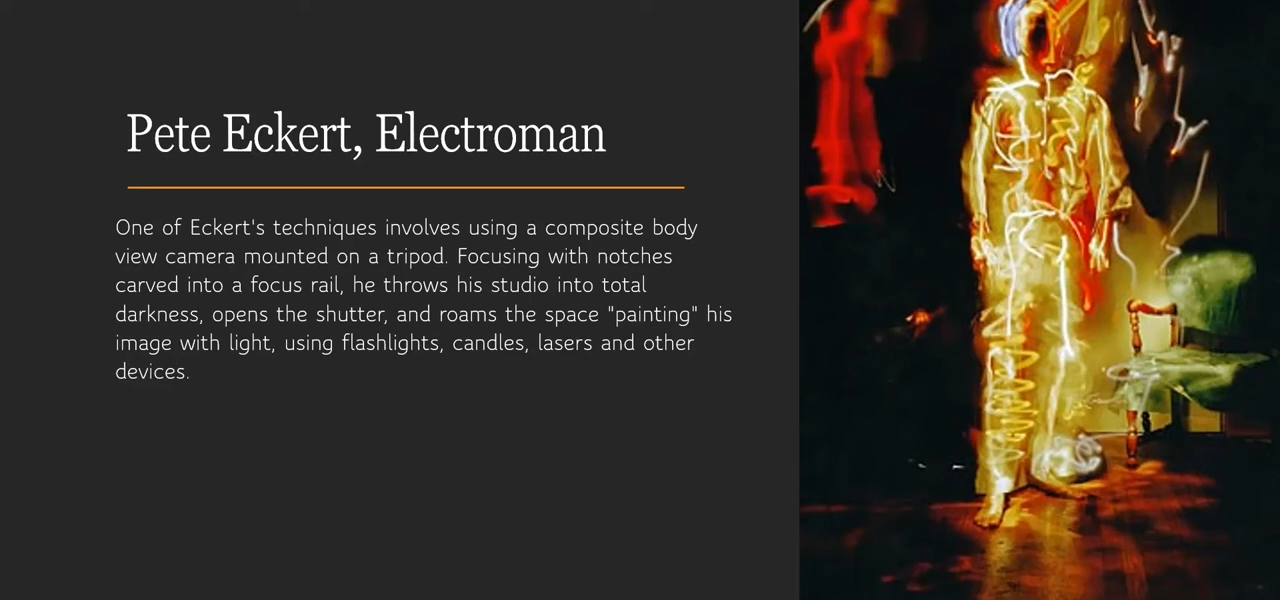 Pete Eckert, Electroman
One of Eckert's techniques involves using a composite body
view camera mounted on a tripod. Focusing with notches
carved into a focus rail, he throws his studio into total
darkness, opens the shutter, and roams the space "painting" his
image with light, using flashlights, candles, lasers and other
devices.